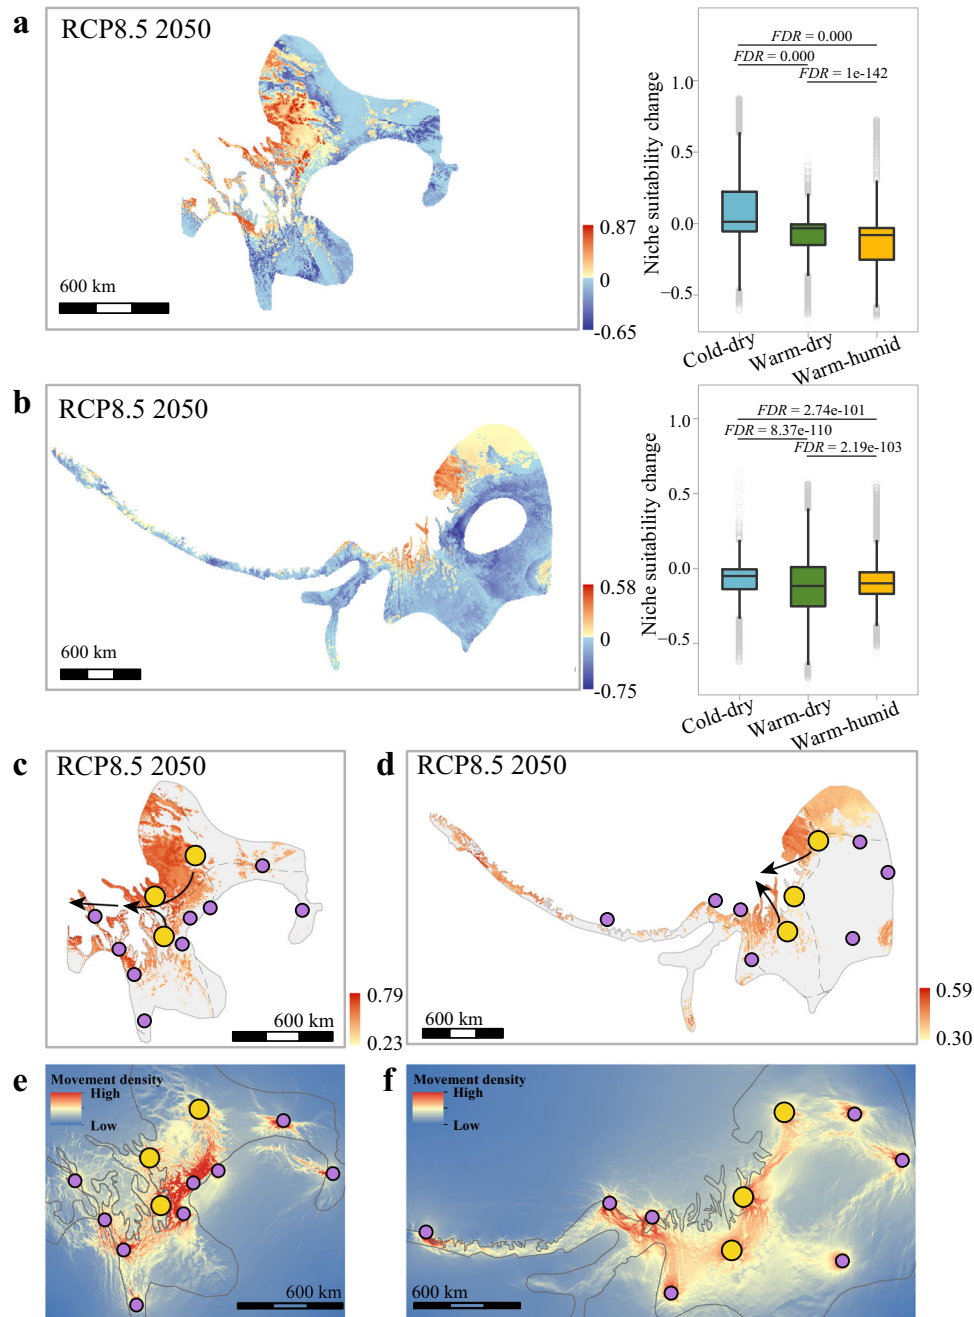 a
RCP8.5 2050
600 km
0.87
0
-0.65
Niche suitability change
1.0
0.5
0.0
−0.5
FDR = 0.000
FDR = 0.000
FDR = 1e-142
Cold-dry
Warm-dry
Warm-humid
b
RCP8.5 2050
600 km
0.58
0
-0.75
Niche suitability change
1.0
0.5
0.0
−0.5
FDR = 2.74e-101
FDR = 8.37e-110
FDR = 2.19e-103
Cold-dry
Warm-dry
Warm-humid
c
RCP8.5 2050
600 km
0.79
0.23
d
RCP8.5 2050
600 km
0.59
0.30
e
Movement density
High
Low
600 km
f
Movement density
High
Low
600 km